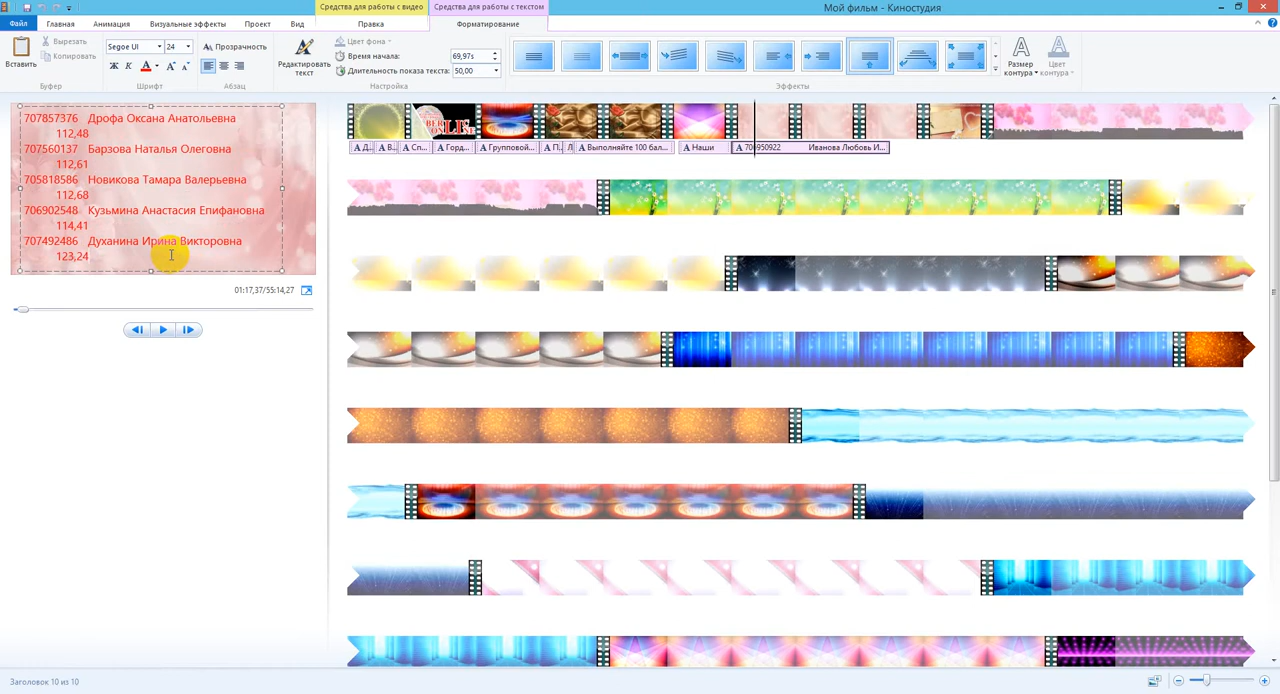 Средства для работы с видео
Средства для работы с текстом
Мой фильм - Киностудия
Файл
Главная
Анимация
Визуальные эффекты
Проект
Вид
Правка
Форматирование
Вставить
Вырезать
Копировать
Буфер
Segoe UI
24
Ж К А А А
Шрифт
Прозрачность
Абзац
Редактировать текст
Цвет фона
Время начала: 69,97s
Длительность показа текста: 50,00
Настройка
Эффекты
Размер контура
Цвет контура
707857376 Дрофа Оксана Анатольевна
112,48
707560137 Барзова Наталья Олеговна
112,61
705818586 Новикова Тамара Валерьевна
112,68
706902548 Кузьмина Анастасия Епифановна
114,41
707492486 Духанина Ирина Викторовна
123,24
01:17,37/55:14,27
A Д... A В... A Сп... A Горд... A Групповой... A П... Л A Выполняйте 100 бал... A Наши
Иванова Любовь И...
Заголовок 10 из 10